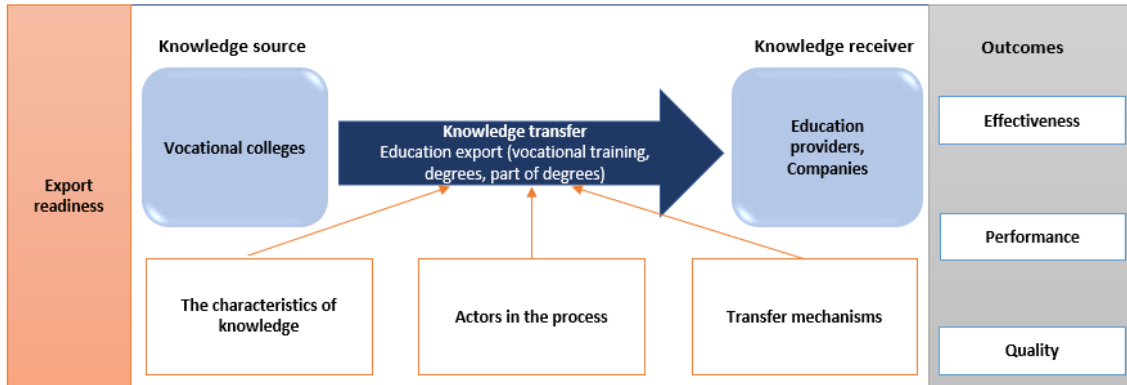 Export
readiness
Knowledge source
Vocational colleges
Knowledge transfer
Education export (vocational training,
degrees, part of degrees)
Knowledge receiver
Education
providers,
Companies
The characteristics of
knowledge
Actors in the process
Transfer mechanisms
Outcomes
Effectiveness
Performance
Quality